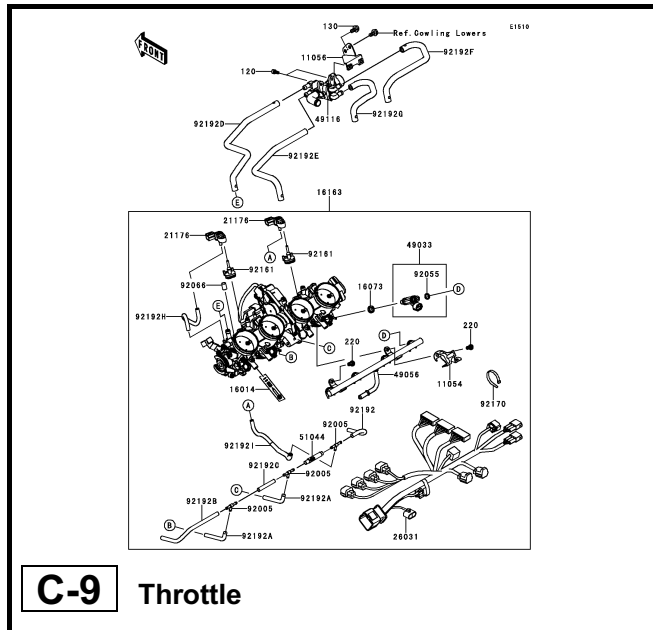 130
Ref.Cowling Lowers
E1510
FRONT
11056
92192F
120
49116
92192G
92192D
92192E
E
16163
21176
21176
A
49033
92161
92161
92055
D
92066
16073
E
92192H
C
D
220
220
B
16014
49056
11054
A
92192
92170
92005
51044
92192I
92192C
92005
C
92192B
92005
92192A
B
92192A
26031
C-9 Throttle